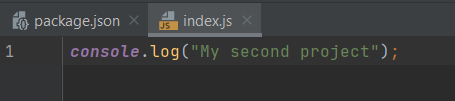 package.json index.js
1 console.log("My second project");